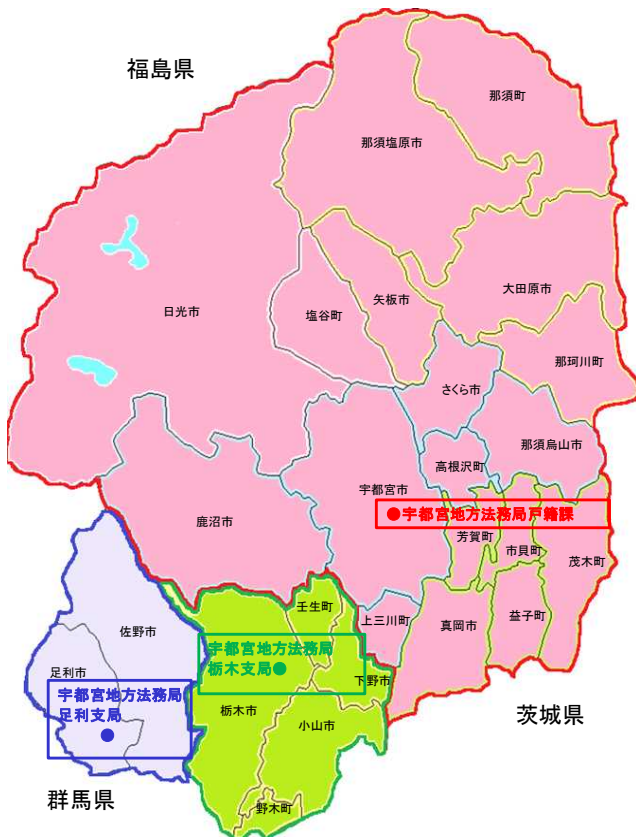 福島県
那須町
那須塩原市
大田原市
日光市
塩谷町
矢板市
那珂川町
さくら市
那須烏山市
高根沢町
宇都宮市
鹿沼市
●宇都宮地方法務局戸籍課
芳賀町
市貝町
茂木町
壬生町
上三川町
真岡市
益子町
佐野市
宇都宮地方法務局
栃木支局●
足利市
下野市
宇都宮地方法務局
足利支局
●
栃木市
小山市
茨城県
野木町
群馬県